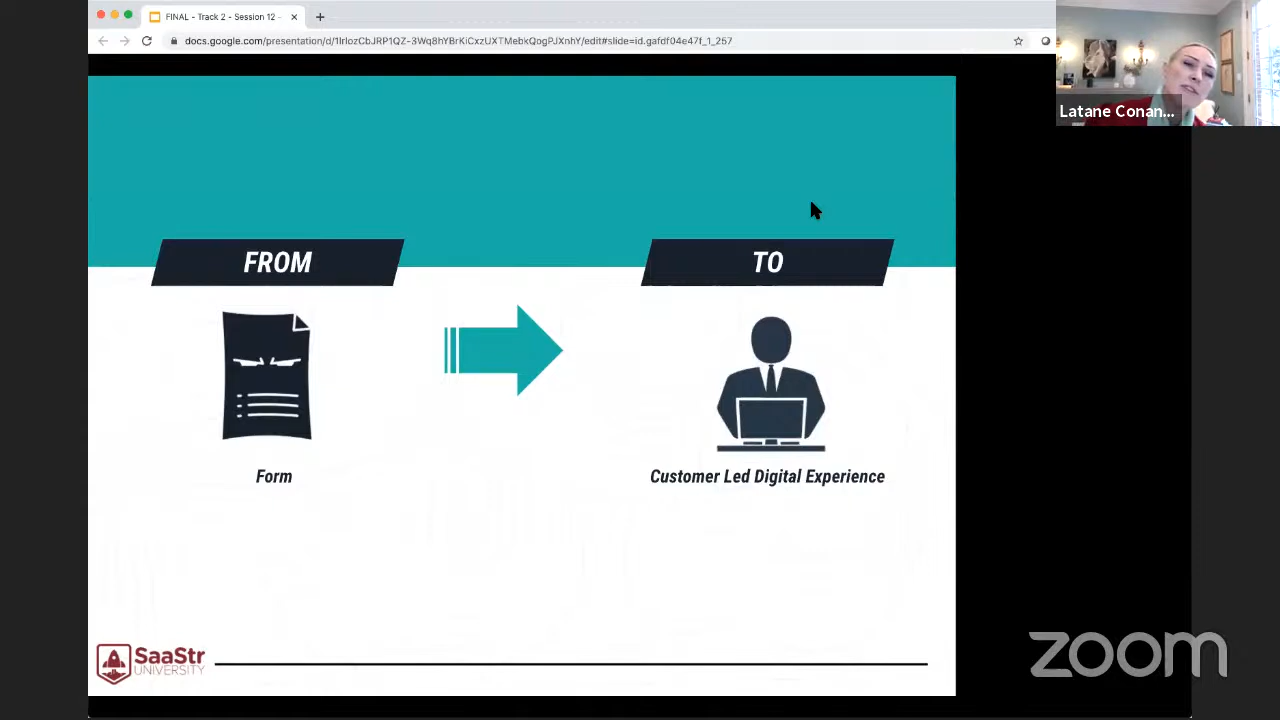 FINAL - Track 2 - Session 12 -
docs.google.com/presentation/d/1lrlozCbJRP1QZ-3Wq8hYBrKiCxzUXTMebkQogPJXnhY/edit#slide=id.gafdf04e47f_1_257
Latane Conan...
FROM
TO
Form
Customer Led Digital Experience
SaaStr
UNIVERSITY
zoom